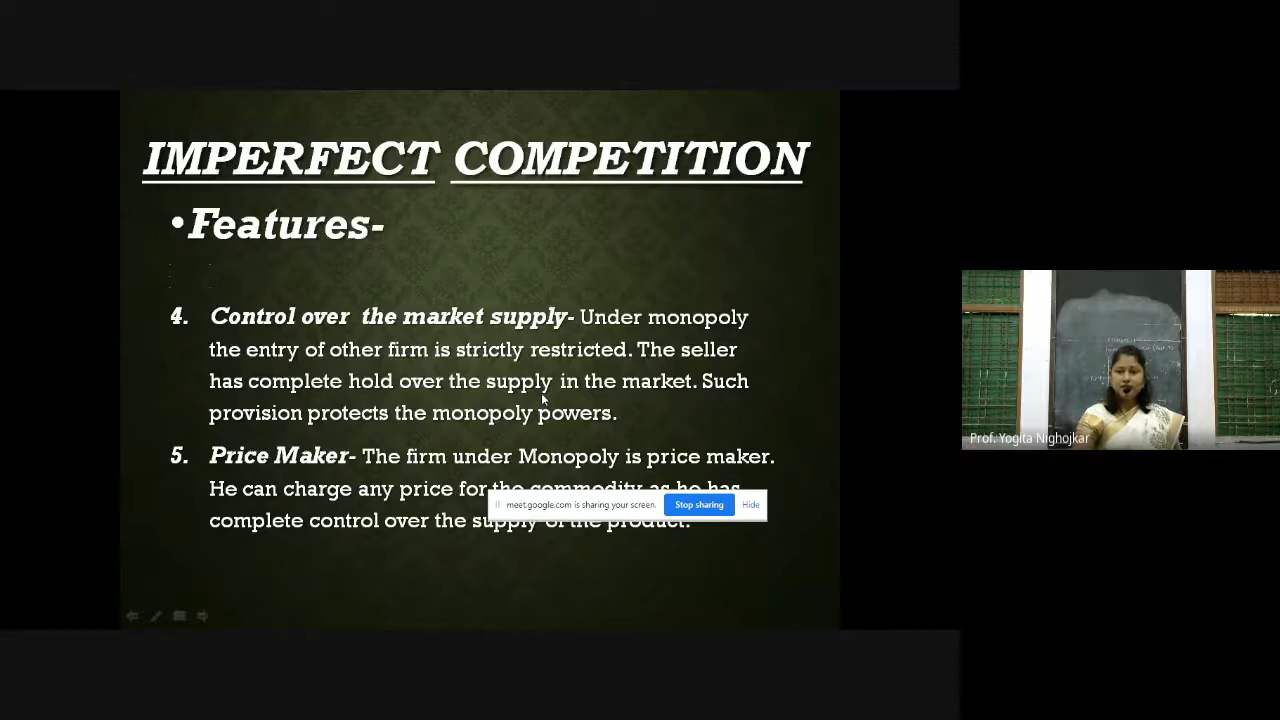 IMPERFECT COMPETITION
•Features-
4. Control over the market supply- Under monopoly
the entry of other firm is strictly restricted. The seller
has complete hold over the supply in the market. Such
provision protects the monopoly powers.
5. Price Maker- The firm under Monopoly is price maker.
He can charge any price for the commodity as he has
meet.google.com is sharing your screen. Stop sharing Hide
complete control over the supply of the product.
Prof. Yogita Nighojkar